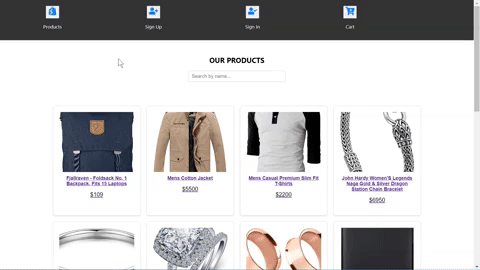 Products
Sign Up
Sign In
Cart
OUR PRODUCTS
Search by name...
Fjallraven - Foldsack No. 1
Backpack, Fits 15 Laptops
$109
Mens Cotton Jacket
$5500
Mens Casual Premium Slim Fit
T-Shirts
$2200
John Hardy Women'S Legends
Naga Gold & Silver Dragon
Station Chain Bracelet
$6950